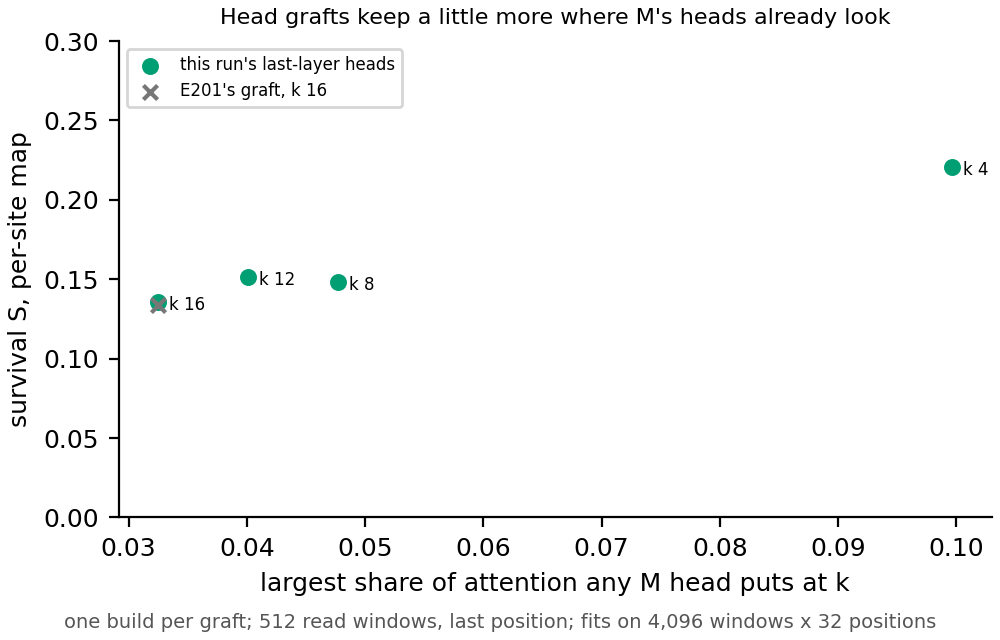 Head grafts keep a little more where M's heads already look
this run's last-layer heads
E201's graft, k 16
survival S, per-site map
0.30
0.25
0.20
0.15
0.10
0.05
0.00
k 4
k 12
k 8
k 16
0.03 0.04 0.05 0.06 0.07 0.08 0.09 0.10
largest share of attention any M head puts at k
one build per graft; 512 read windows, last position; fits on 4,096 windows x 32 positions